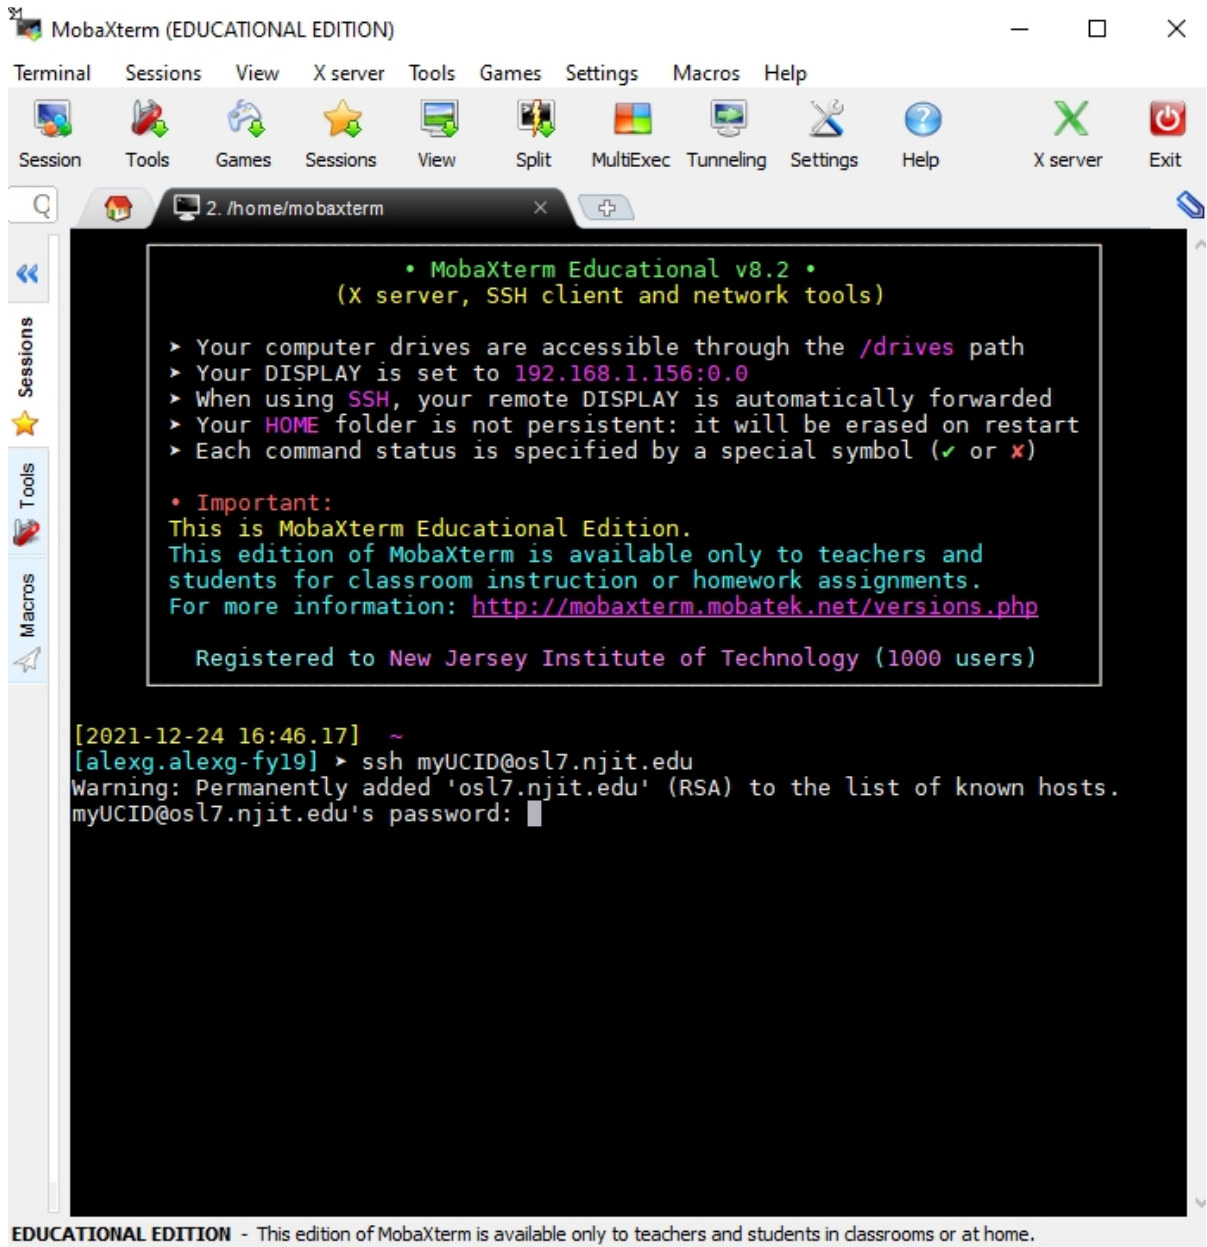 MobaXterm (EDUCATIONAL EDITION)
Terminal Sessions View X server Tools Games Settings Macros Help
Session Tools Games Sessions View Split MultiExec Tunneling Settings Help X server Exit
2. /home/mobaxterm
• MobaXterm Educational v8.2 •
(X server, SSH client and network tools)
➤ Your computer drives are accessible through the /drives path
➤ Your DISPLAY is set to 192.168.1.156:0.0
➤ When using SSH, your remote DISPLAY is automatically forwarded
➤ Your HOME folder is not persistent: it will be erased on restart
➤ Each command status is specified by a special symbol (✔ or ✘)
• Important:
This is MobaXterm Educational Edition.
This edition of MobaXterm is available only to teachers and
students for classroom instruction or homework assignments.
For more information: http://mobaxterm.mobatek.net/versions.php
Registered to New Jersey Institute of Technology (1000 users)
[2021-12-24 16:46.17] ~
[alexg.alexg-fy19] ➤ ssh myUCID@osl7.njit.edu
Warning: Permanently added 'osl7.njit.edu' (RSA) to the list of known hosts.
myUCID@osl7.njit.edu's password:
Sessions
Tools
Macros
EDUCATIONAL EDITION - This edition of MobaXterm is available only to teachers and students in classrooms or at home.